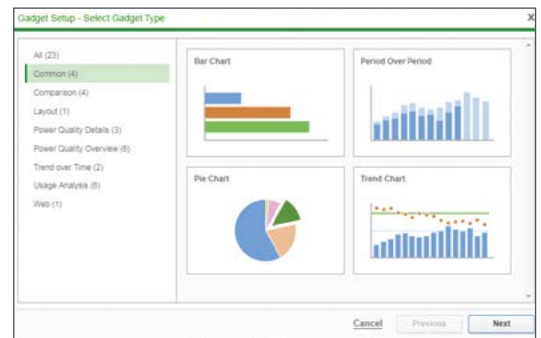 Gadget Setup - Select Gadget Type X
All (23)
Common (4)
Comparison (4)
Layout (1)
Power Quality Details (3)
Power Quality Overview (6)
Trend over Time (2)
Usage Analysis (6)
Web (1)
Bar Chart
Period Over Period
Pie Chart
Trend Chart
Cancel
Previous
Next